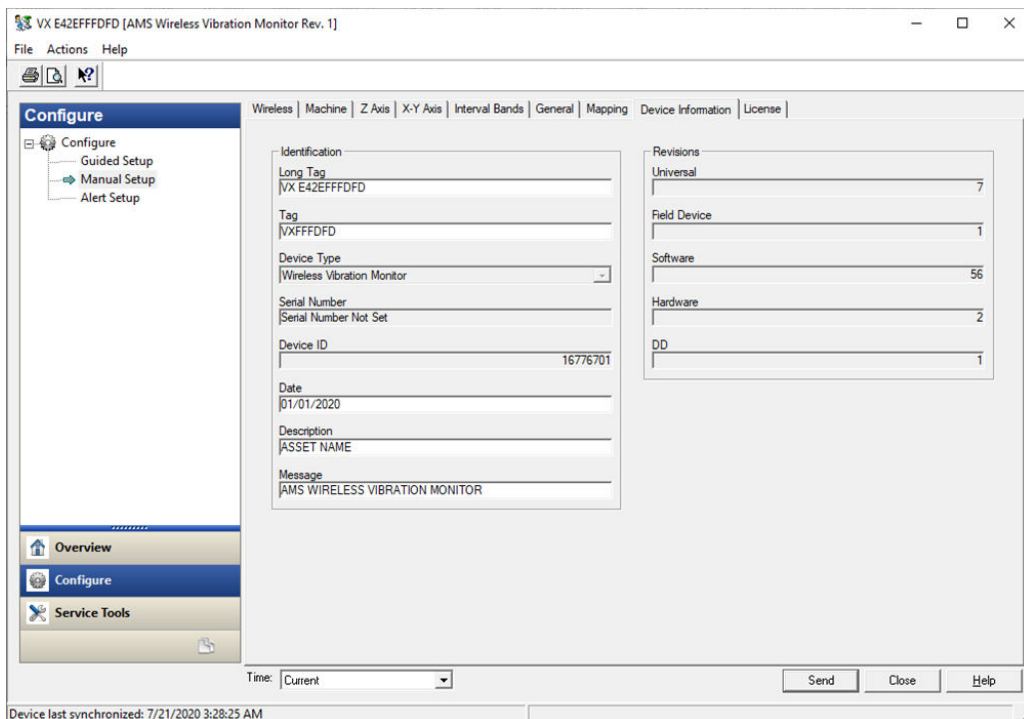 VX E42EFFFDFD [AMS Wireless Vibration Monitor Rev. 1]
File Actions Help
Configure
Configure
Guided Setup
Manual Setup
Alert Setup
Overview
Configure
Service Tools
Wireless Machine Z Axis X-Y Axis Interval Bands General Mapping Device Information License
Identification
Long Tag
VX E42EFFFDFD
Tag
VXFFFDFD
Device Type
Wireless Vibration Monitor
Serial Number
Serial Number Not Set
Device ID
16776701
Date
01/01/2020
Description
ASSET NAME
Message
AMS WIRELESS VIBRATION MONITOR
Revisions
Universal
7
Field Device
1
Software
56
Hardware
2
DD
1
Time: Current
Send Close Help
Device last synchronized: 7/21/2020 3:28:25 AM